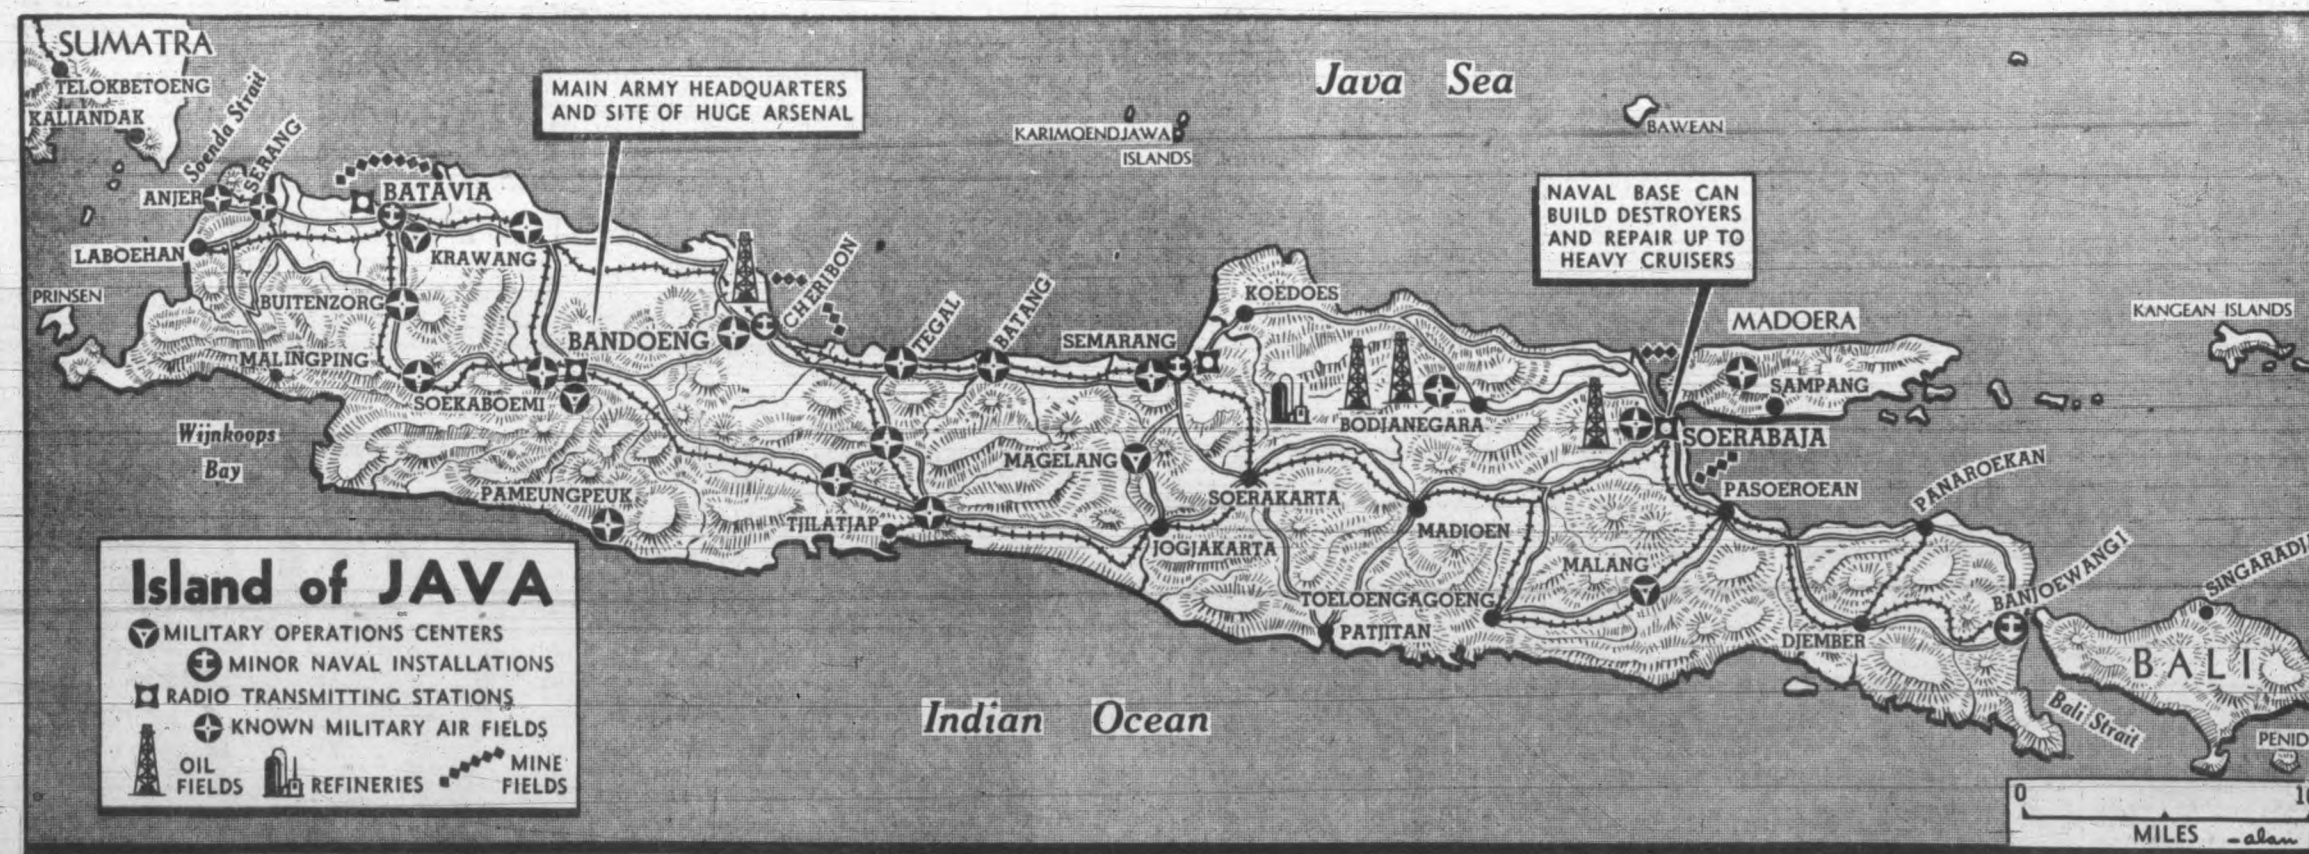 SUMATRA
TELOKBETOENG
KALIANDAK
Soenda Strait
SERANG
ANJER
BATAVIA
LABOEHAN
KRAWANG
PRINSEN
BUITENZORG
MALINGPING
SOEKABOEMI
Wijnkoops
Bay
MAIN ARMY HEADQUARTERS
AND SITE OF HUGE ARSENAL
BANDOENG
CHERIBON
TEGAL
BATANG
SEMARANG
PAMEUNGPEUK
TJILATJAP
MAGELANG
JOGJAKARTA
Java Sea
KARIMOENDJAWA
ISLANDS
BAWEAN
KOEDOES
NAVAL BASE CAN
BUILD DESTROYERS
AND REPAIR UP TO
HEAVY CRUISERS
MADOERA
SAMPANG
KANGEAN ISLANDS
BODJANEGARA
SOERABAJA
SOERAKARTA
MADIOEN
PASOEROEAN
PANAROEKAN
MALANG
TOELOENGAGOENG
PATJITAN
DJEMBER
BANJOEWANGI
BALI
Bali Strait
Indian Ocean
Island of JAVA
MILITARY OPERATIONS CENTERS
MINOR NAVAL INSTALLATIONS
RADIO TRANSMITTING STATIONS
KNOWN MILITARY AIR FIELDS
OIL
FIELDS
REFINERIES
MINE
FIELDS
0
MILES
-alan